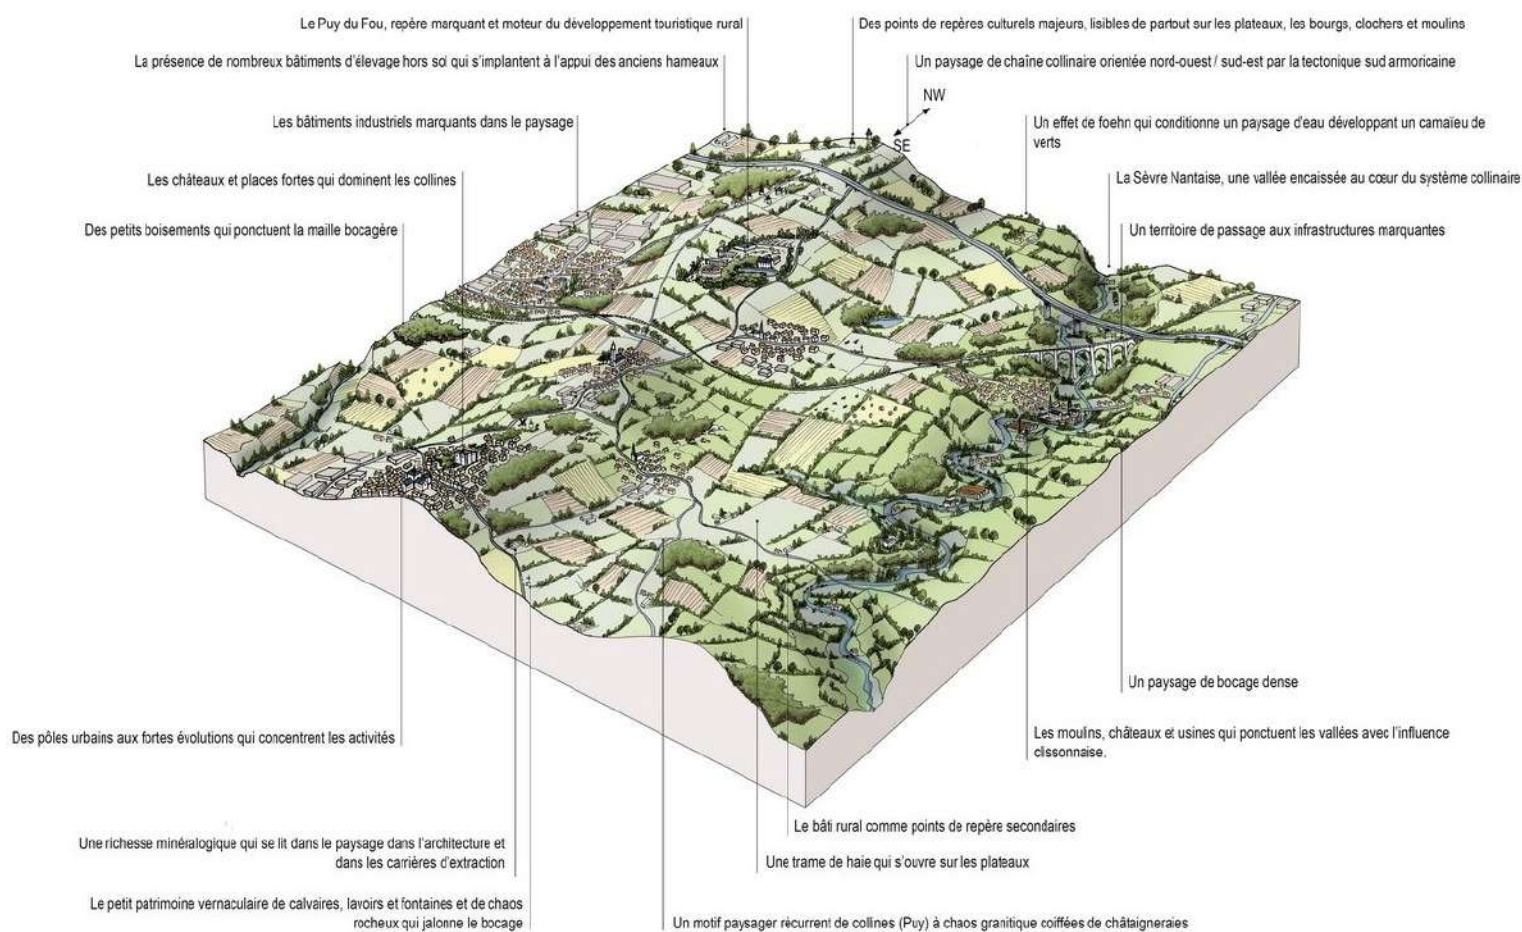 Le Puy du Fou, repère marquant et moteur du développement touristique rural
Des points de repères culturels majeurs, lisibles de partout sur les plateaux, les bourgs, clochers et moulins
La présence de nombreux bâtiments d'élevage hors sol qui s'implantent à l'appui des anciens hameaux
Un paysage de chaîne collinaire orientée nord-ouest / sud-est par la tectonique sud armoricaine
NW
SE
Les bâtiments industriels marquants dans le paysage
Un effet de foehn qui conditionne un paysage d'eau développant un camaïeu de
verts
Les châteaux et places fortes qui dominent les collines
La Sèvre Nantaise, une vallée encaissée au cœur du système collinaire
Des petits boisements qui ponctuent la maille bocagère
Un territoire de passage aux infrastructures marquantes
Un paysage de bocage dense
Des pôles urbains aux fortes évolutions qui concentrent les activités
Les moulins, châteaux et usines qui ponctuent les vallées avec l'influence
clissonnaise.
Le bâti rural comme points de repère secondaires
Une richesse minéralogique qui se lit dans le paysage dans l'architecture et
dans les carrières d'extraction
Une trame de haie qui s'ouvre sur les plateaux
Le petit patrimoine vernaculaire de calvaires, lavoirs et fontaines et de chaos
rocheux qui jalonne le bocage
Un motif paysager récurrent de collines (Puy) à chaos granitique coiffées de châtaigneraies